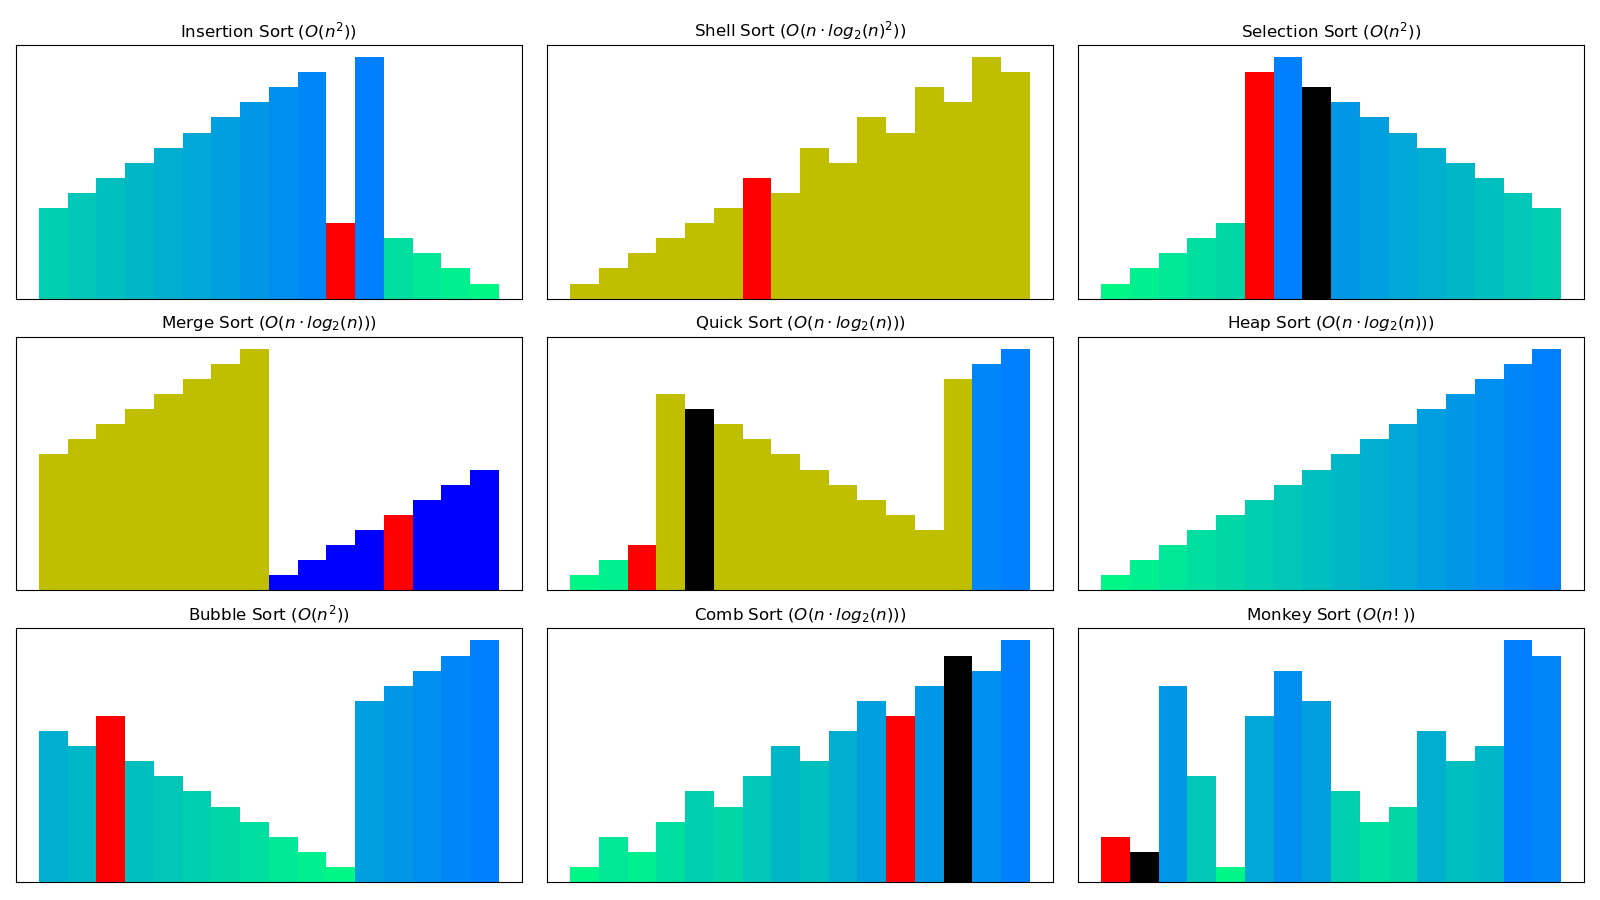 Insertion Sort (O(n²))
Shell Sort (O(n · log₂(n)²))
Selection Sort (O(n²))
Merge Sort (O(n · log₂(n)))
Quick Sort (O(n · log₂(n)))
Heap Sort (O(n · log₂(n)))
Bubble Sort (O(n²))
Comb Sort (O(n · log₂(n)))
Monkey Sort (O(n!))